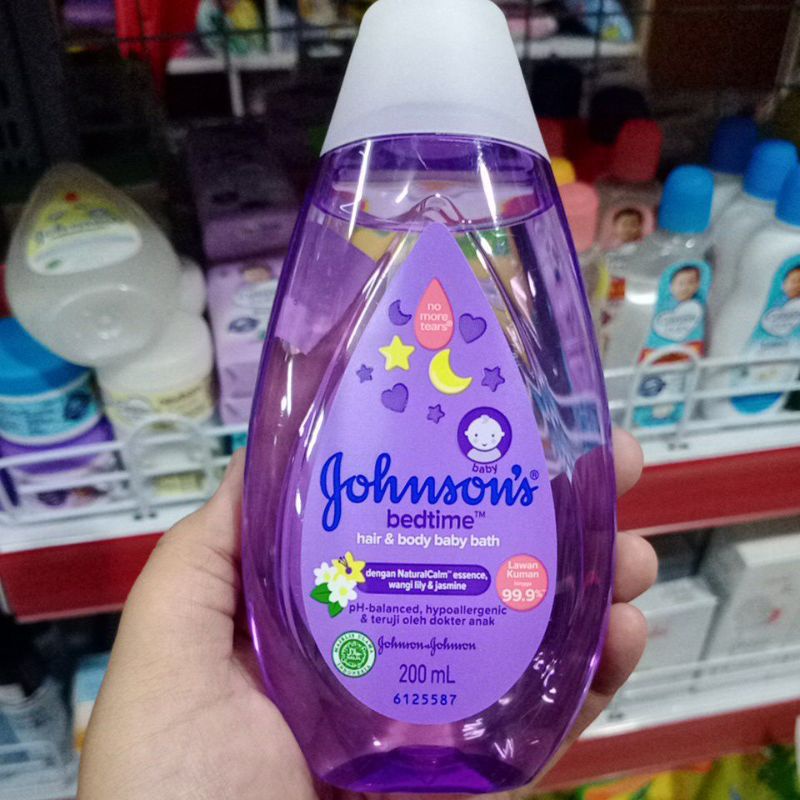 no
more
tears®
baby
Johnson's®
bedtime™
hair & body baby bath
dengan NaturalCalm™ essence,
wangi lily & jasmine
Lawan
Kuman
hingga
99.9%*
pH-balanced, hypoallergenic
& teruji oleh dokter anak
Johnson & Johnson
200 mL
6125587